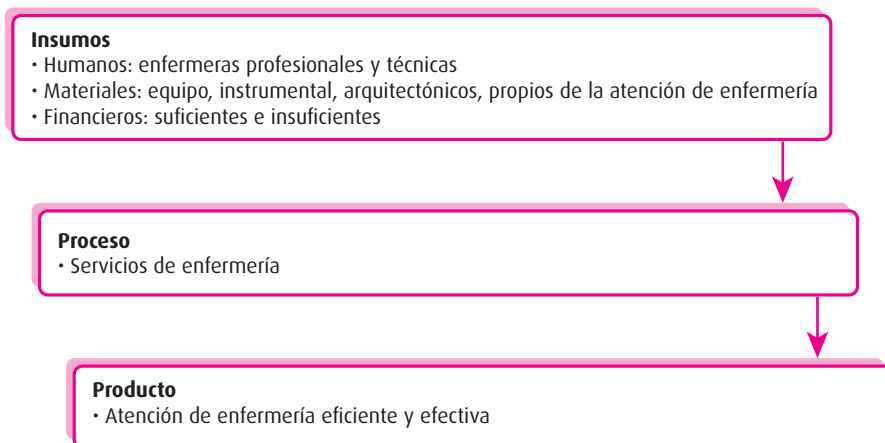 Insumos
· Humanos: enfermeras profesionales y técnicas
· Materiales: equipo, instrumental, arquitectónicos, propios de la atención de enfermería
· Financieros: suficientes e insuficientes
Proceso
· Servicios de enfermería
Producto
· Atención de enfermería eficiente y efectiva